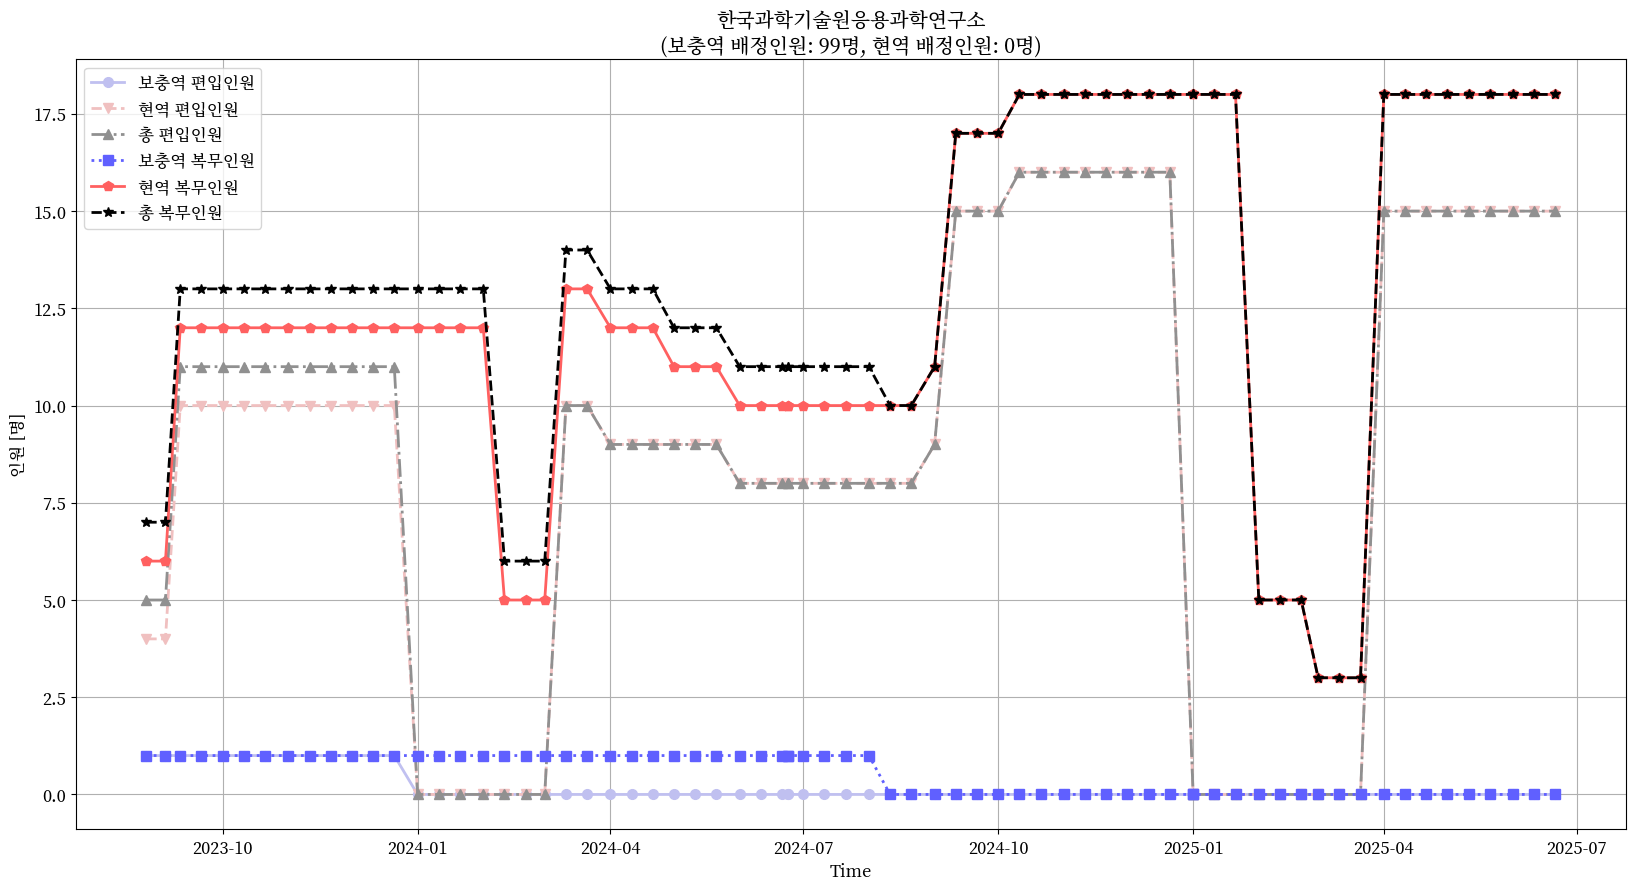 한국과학기술원응용과학연구소
(보충역 배정인원: 99명, 현역 배정인원: 0명)
보충역 편입인원
현역 편입인원
총 편입인원
보충역 복무인원
현역 복무인원
총 복무인원
17.5
15.0
12.5
10.0
7.5
5.0
2.5
0.0
인원 [명]
2023-10
2024-01
2024-04
2024-07
2024-10
2025-01
2025-04
2025-07
Time